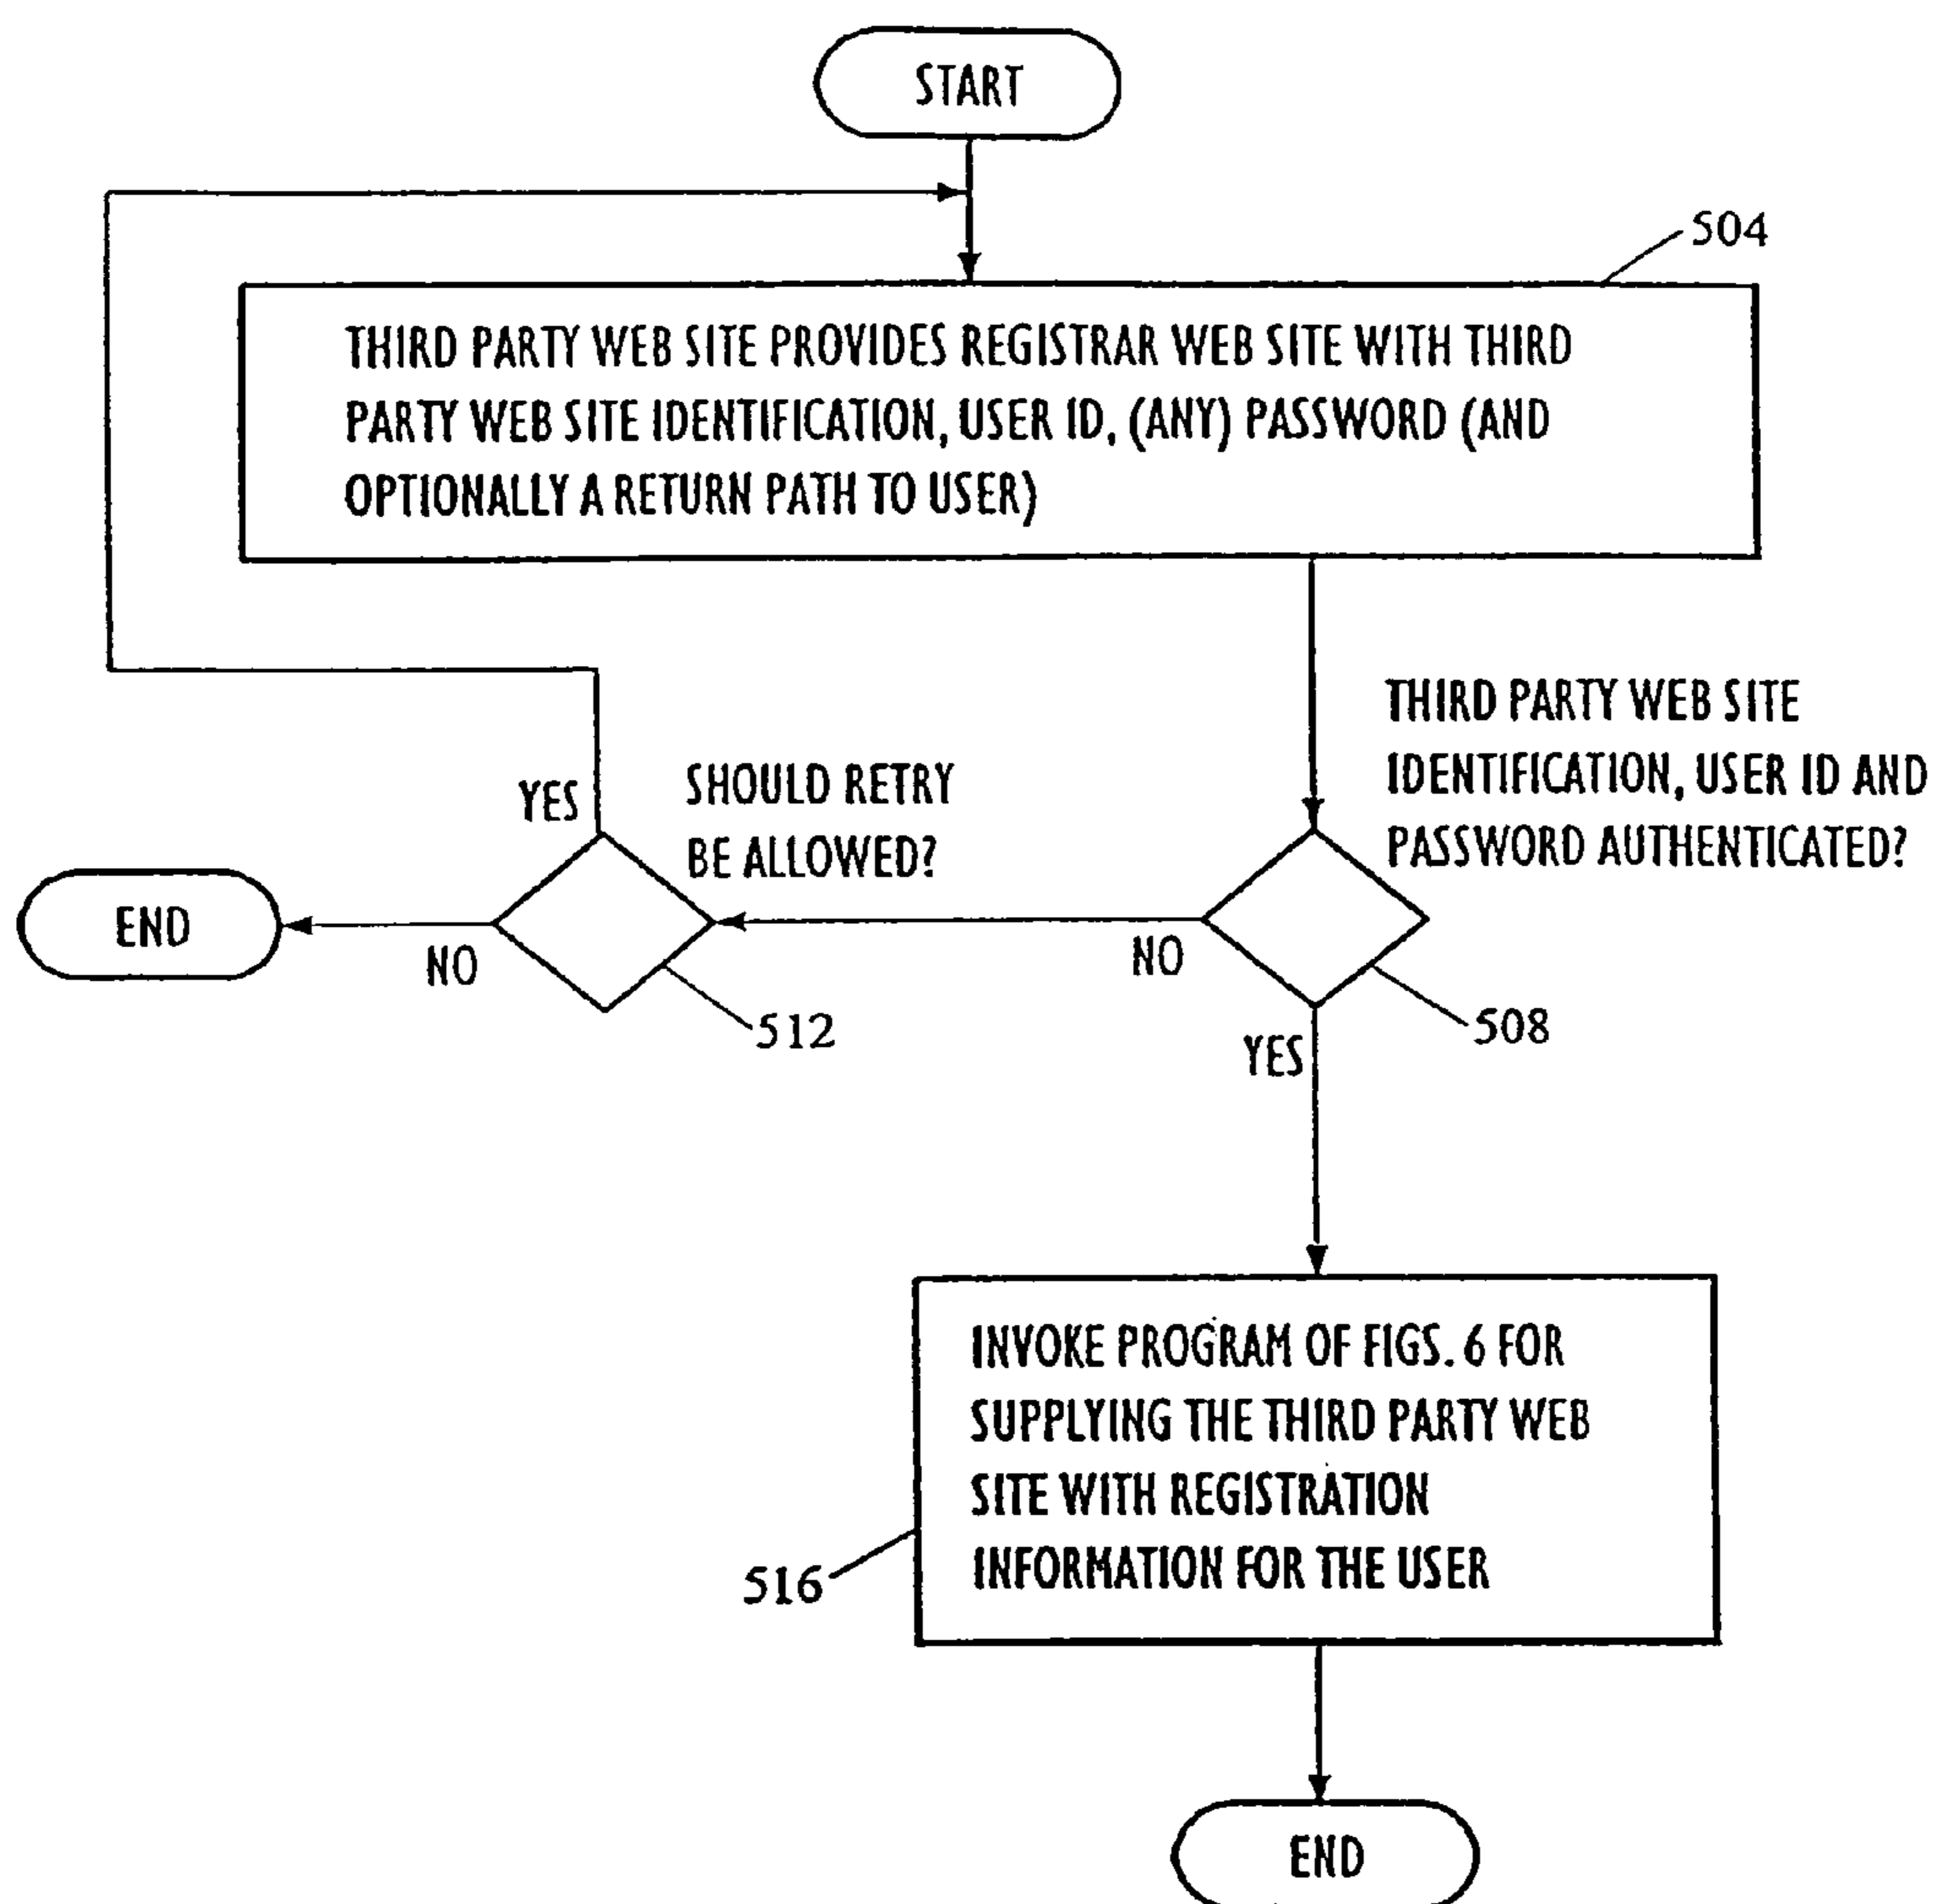 START
504
THIRD PARTY WEB SITE PROVIDES REGISTRAR WEB SITE WITH THIRD
PARTY WEB SITE IDENTIFICATION, USER ID, (ANY) PASSWORD (AND
OPTIONALLY A RETURN PATH TO USER)
THIRD PARTY WEB SITE
IDENTIFICATION, USER ID AND
PASSWORD AUTHENTICATED?
SHOULD RETRY
BE ALLOWED?
YES
END
NO
NO
512
508
YES
INVOKE PROGRAM OF FIGS. 6 FOR
SUPPLYING THE THIRD PARTY WEB
SITE WITH REGISTRATION
INFORMATION FOR THE USER
516
END